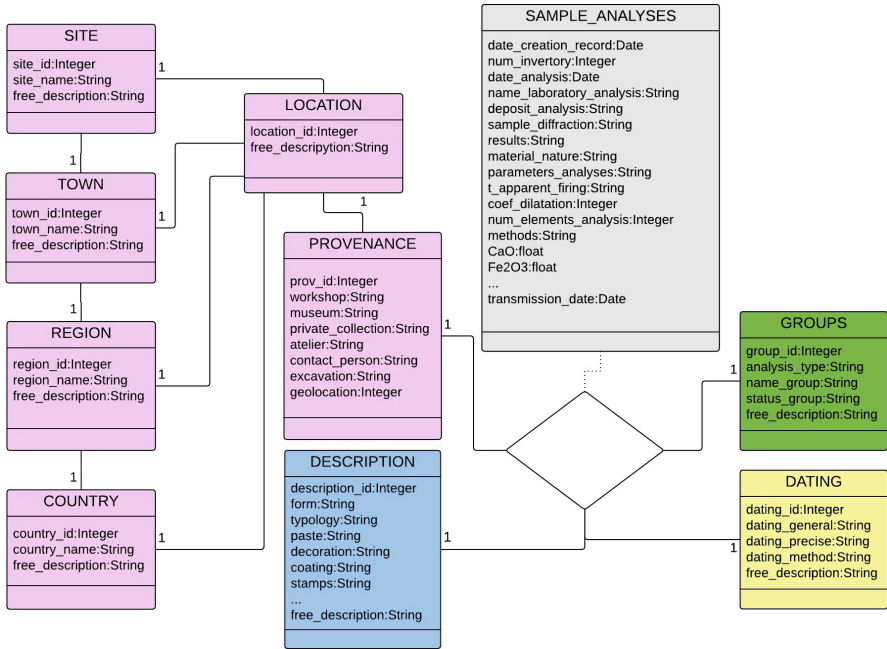 SITE
site_id:Integer
site_name:String
free_description:String
1
1
TOWN
town_id:Integer
town_name:String
free_description:String
1
1
REGION
region_id:Integer
region_name:String
free_description:String
1
1
COUNTRY
country_id:Integer
country_name:String
free_description:String
1
LOCATION
location_id:Integer
free_descripytion:String
1
PROVENANCE
prov_id:Integer
workshop:String
museum:String
private_collection:String
atelier:String
contact_person:String
excavation:String
geolocation:Integer
1
DESCRIPTION
description_id:Integer
form:String
typology:String
paste:String
decoration:String
coating:String
stamps:String
...
free_description:String
1
SAMPLE_ANALYSES
date_creation_record:Date
num_invertory:Integer
date_analysis:Date
name_laboratory_analysis:String
deposit_analysis:String
sample_diffraction:String
results:String
material_nature:String
parameters_analyses:String
t_apparent_firing:String
coef_dilatation:Integer
num_elements_analysis:Integer
methods:String
CaO:float
Fe2O3:float
...
transmission_date:Date
GROUPS
group_id:Integer
analysis_type:String
name_group:String
status_group:String
free_description:String
1
DATING
dating_id:Integer
dating_general:String
dating_precise:String
dating_method:String
free_description:String
1